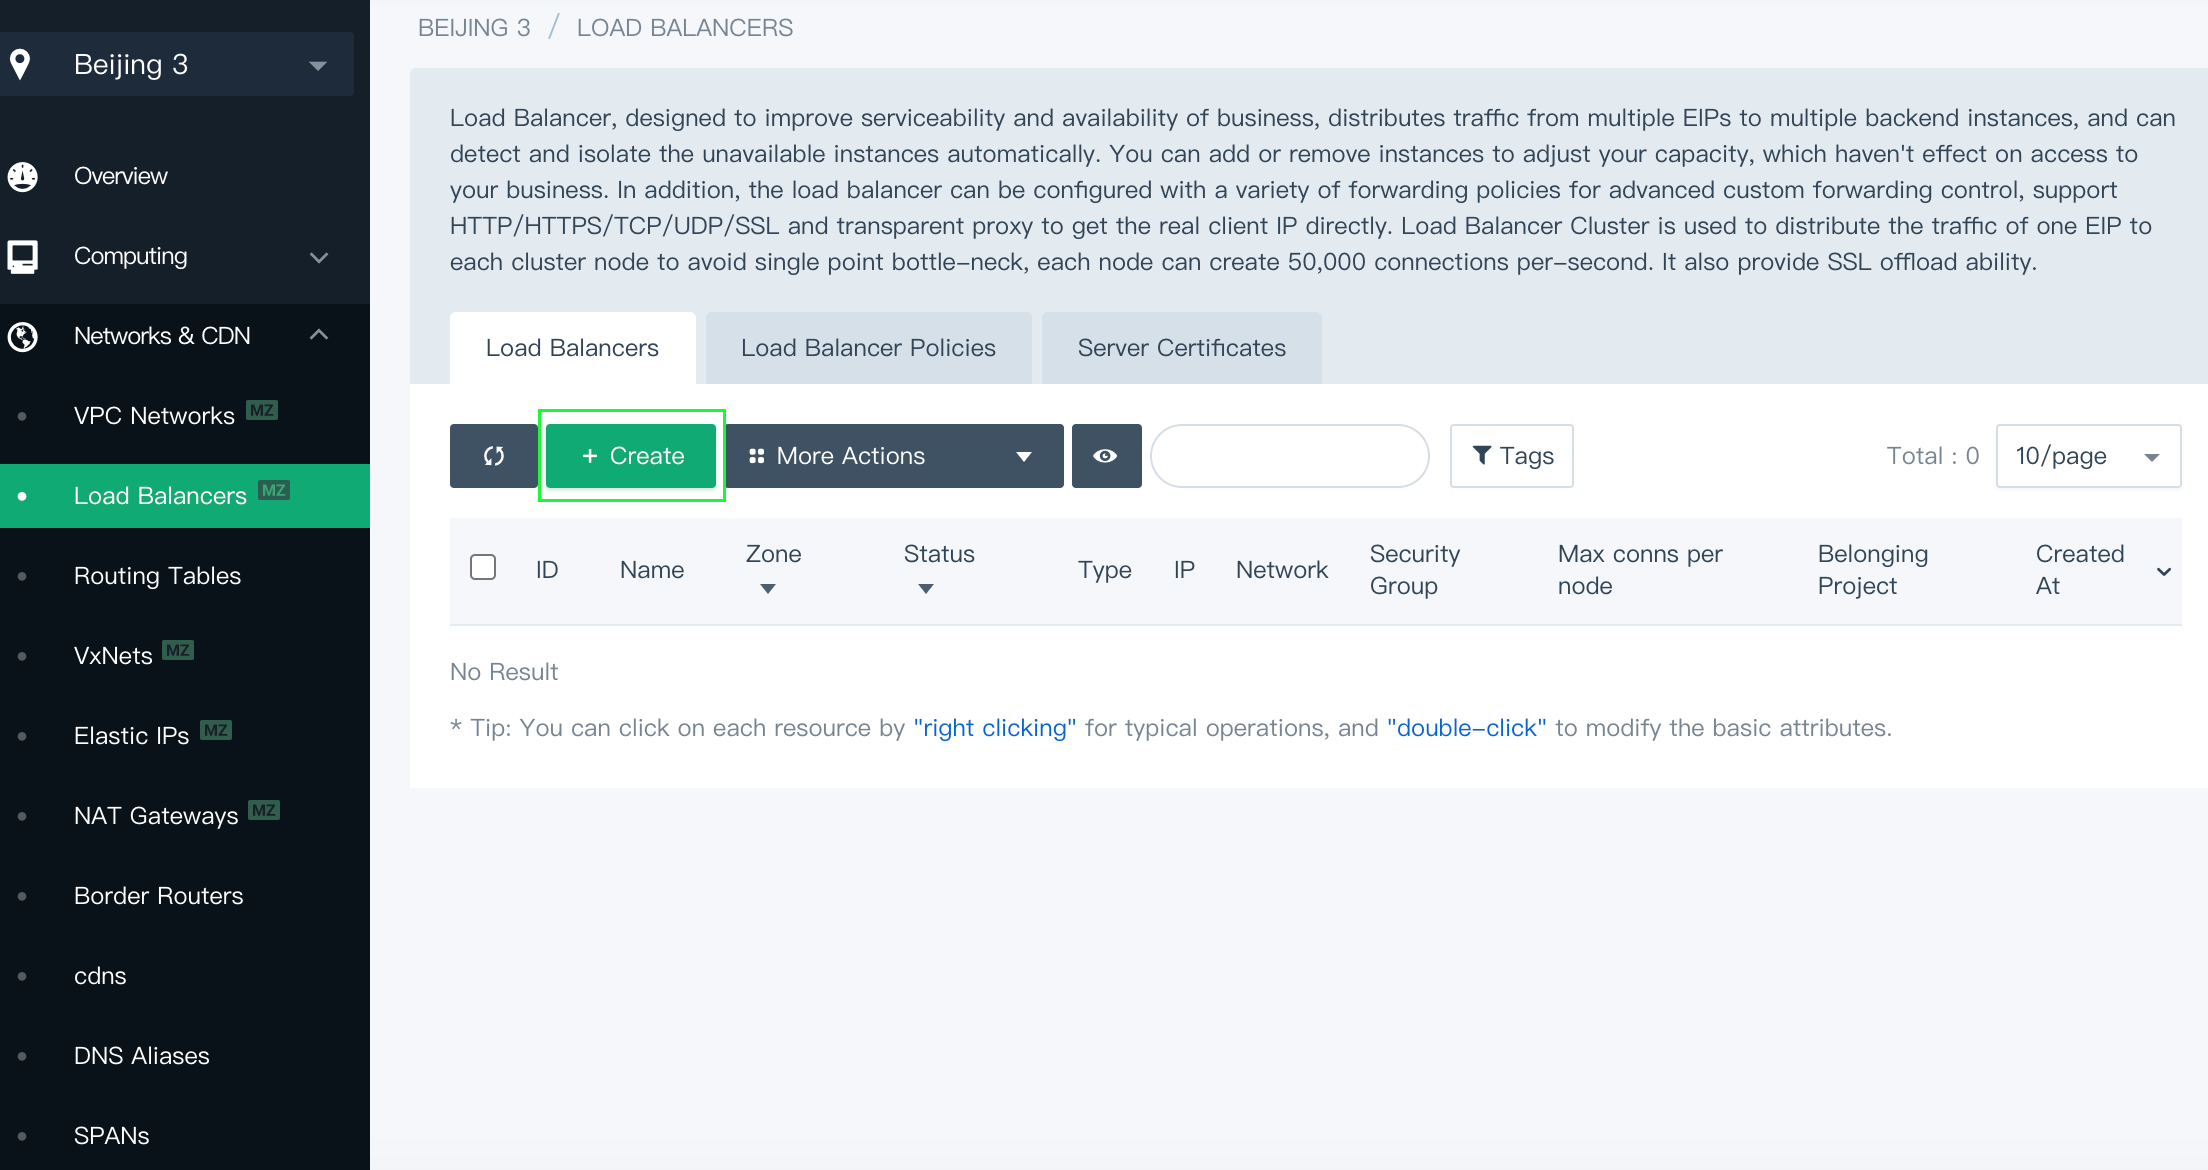 Beijing 3
Overview
Computing
Networks & CDN
VPC Networks MZ
Load Balancers MZ
Routing Tables
VxNets MZ
Elastic IPs MZ
NAT Gateways MZ
Border Routers
cdns
DNS Aliases
SPANs
BEIJING 3 / LOAD BALANCERS
Load Balancer, designed to improve serviceability and availability of business, distributes traffic from multiple EIPs to multiple backend instances, and can
detect and isolate the unavailable instances automatically. You can add or remove instances to adjust your capacity, which haven't effect on access to
your business. In addition, the load balancer can be configured with a variety of forwarding policies for advanced custom forwarding control, support
HTTP/HTTPS/TCP/UDP/SSL and transparent proxy to get the real client IP directly. Load Balancer Cluster is used to distribute the traffic of one EIP to
each cluster node to avoid single point bottle-neck, each node can create 50,000 connections per-second. It also provide SSL offload ability.
Load Balancers Load Balancer Policies Server Certificates
+ Create More Actions Tags Total : 0 10/page
ID Name Zone Status Type IP Network Security Group Max conns per node Belonging Project Created At
No Result
* Tip: You can click on each resource by "right clicking" for typical operations, and "double-click" to modify the basic attributes.